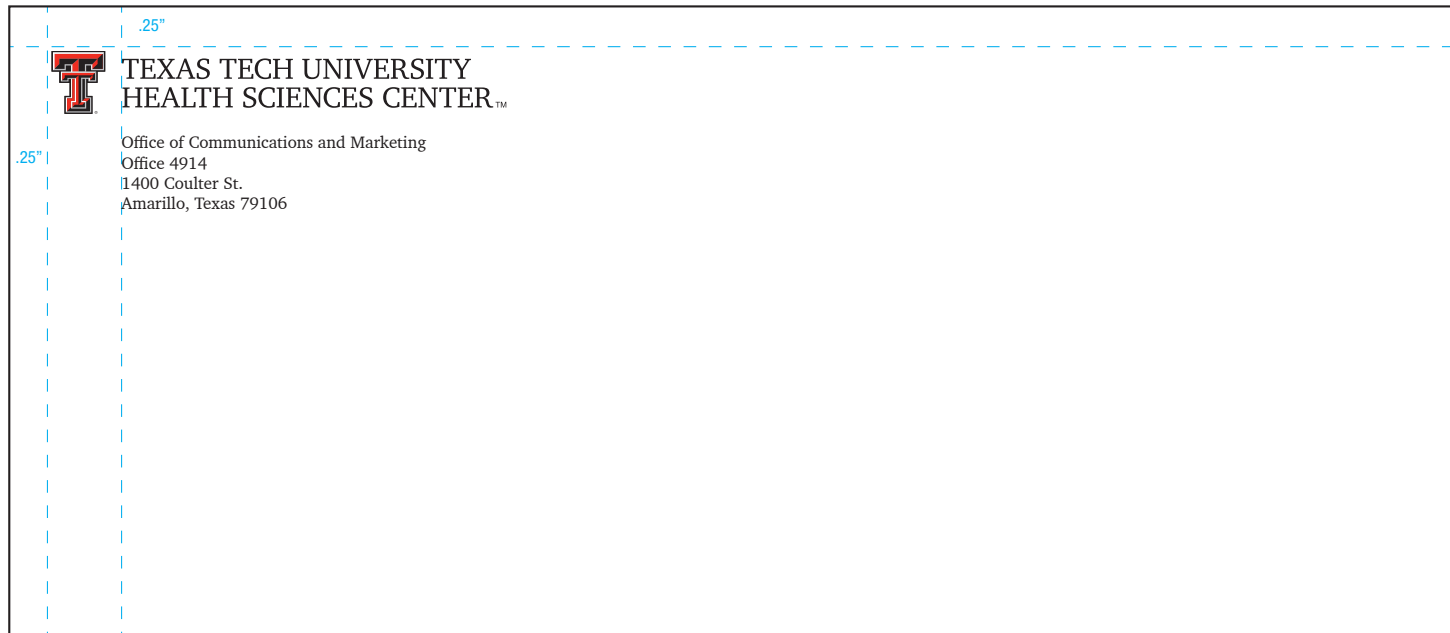 .25”
TEXAS TECH UNIVERSITY
HEALTH SCIENCES CENTER™
Office of Communications and Marketing
.25”
Office 4914
1400 Coulter St.
Amarillo, Texas 79106